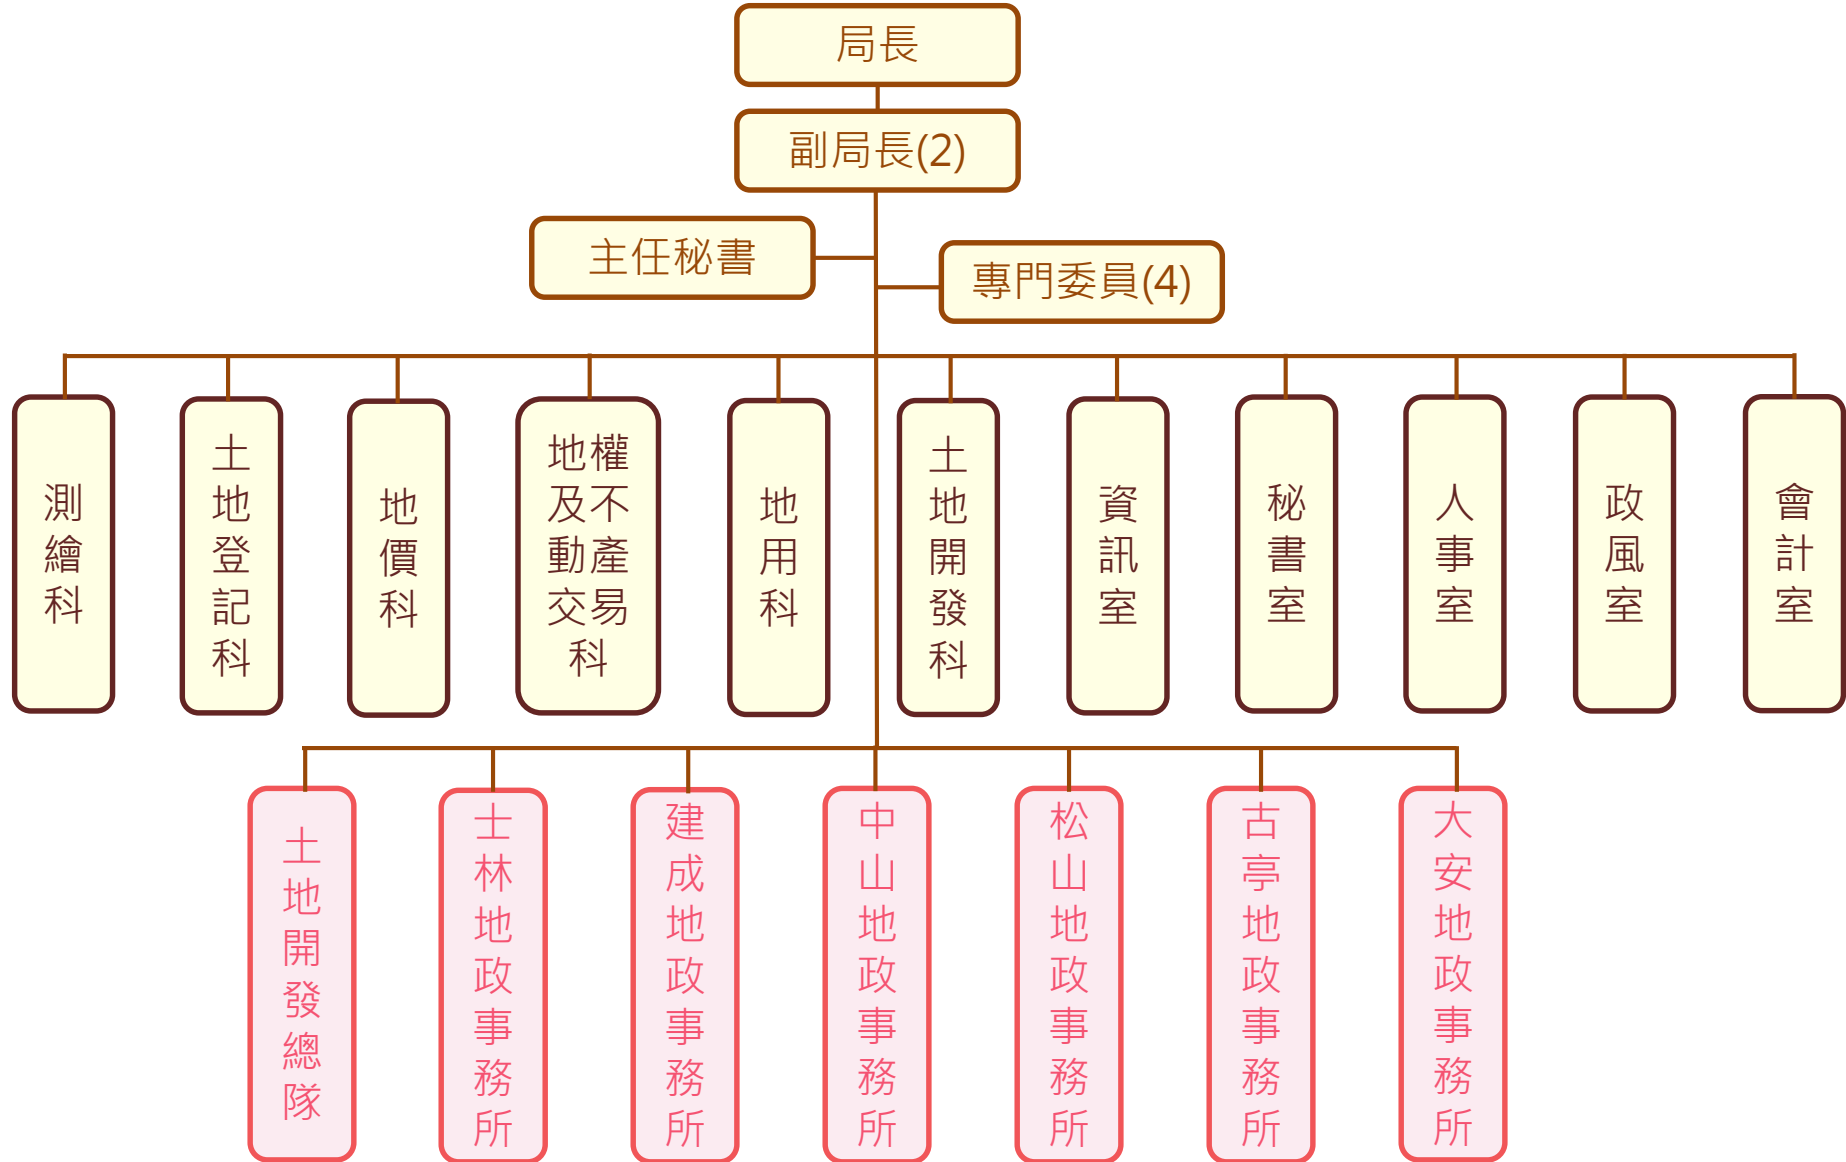 局長
副局長(2)
主任秘書
專門委員(4)
測繪科
土地登記科
地價科
地權
及不
動產
交易
科
地用科
土地開發科
資訊室
秘書室
人事室
政風室
會計室
土地開發總隊
士林地政事務所
建成地政事務所
中山地政事務所
松山地政事務所
古亭地政事務所
大安地政事務所